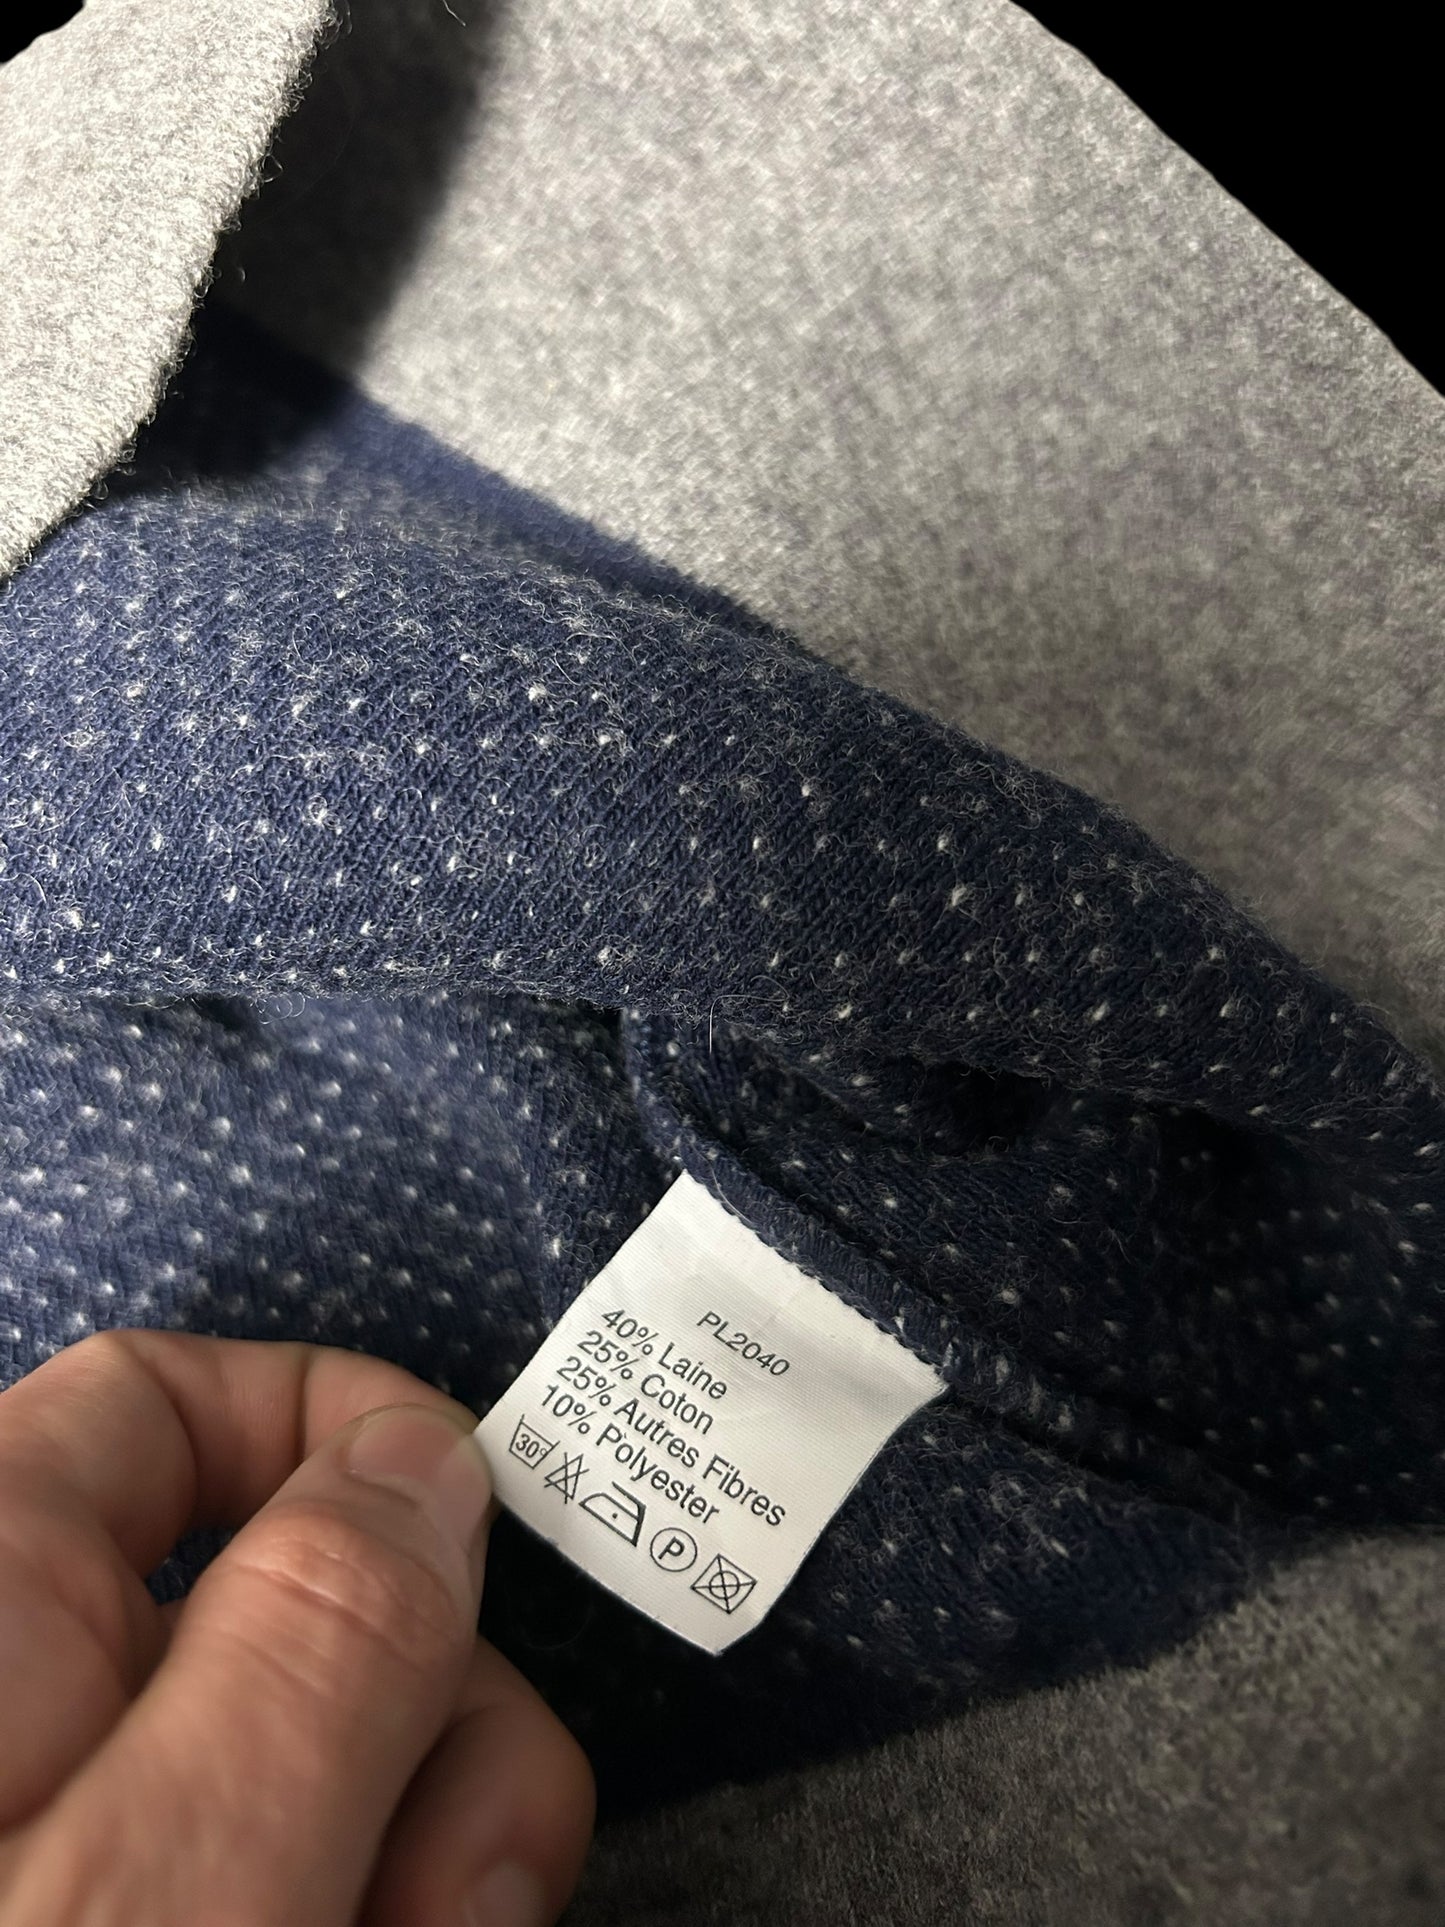 PL2040
40% Laine
25% Coton
25% Autres Fibres
10% Polyester
30°
P